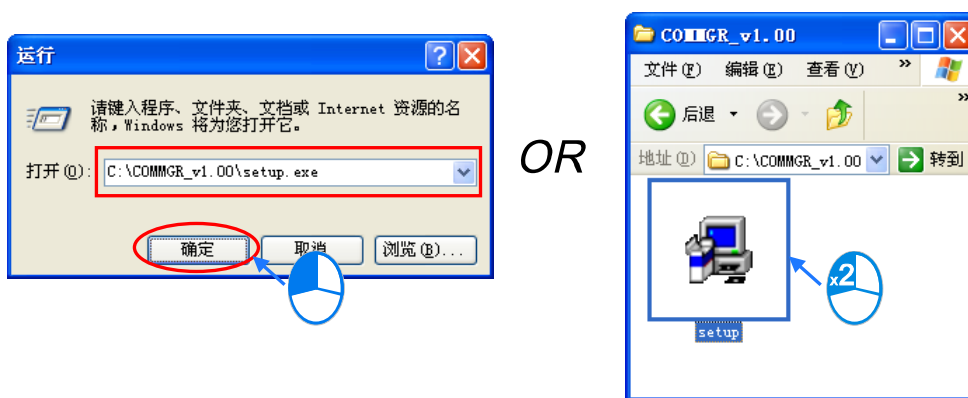 运行
请键入程序、文件夹、文档或 Internet 资源的名
称，Windows 将为您打开它。
打开(O):
C:\COMMGR_v1.00\setup.exe
确定
取消
浏览(B)...
OR
COMMGR_v1.00
文件(F) 编辑(E) 查看(V) »
后退
»
地址(D) C:\COMMGR_v1.00 转到
setup
x2